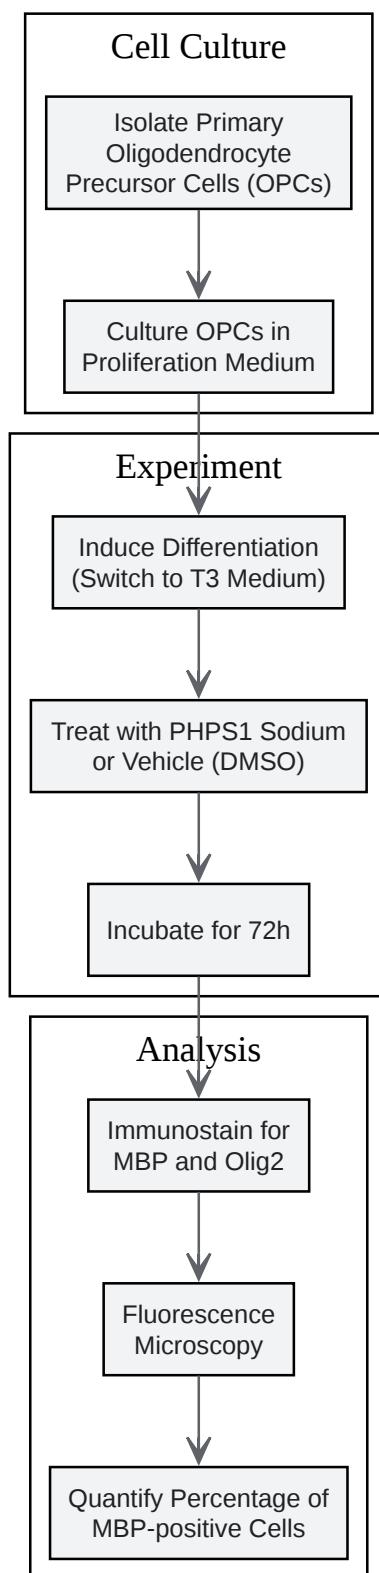 Cell Culture
Isolate Primary
Oligodendrocyte
Precursor Cells (OPCs)
Culture OPCs in
Proliferation Medium
Experiment
Induce Differentiation
(Switch to T3 Medium)
Treat with PHPS1 Sodium
or Vehicle (DMSO)
Incubate for 72h
Analysis
Immunostain for
MBP and Olig2
Fluorescence
Microscopy
Quantify Percentage of
MBP-positive Cells